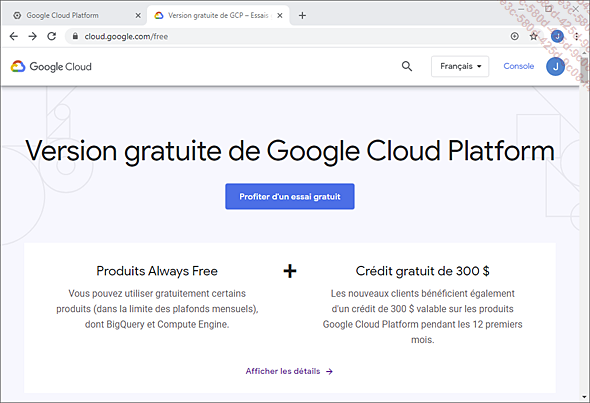 Google Cloud Platform
Version gratuite de GCP – Essais
cloud.google.com/free
J
Google Cloud
Français
Console
J
Version gratuite de Google Cloud Platform
Profiter d'un essai gratuit
Produits Always Free
Vous pouvez utiliser gratuitement certains
produits (dans la limite des plafonds mensuels),
dont BigQuery et Compute Engine.
+
Crédit gratuit de 300 $
Les nouveaux clients bénéficient également
d'un crédit de 300 $ valable sur les produits
Google Cloud Platform pendant les 12 premiers
mois.
Afficher les détails →